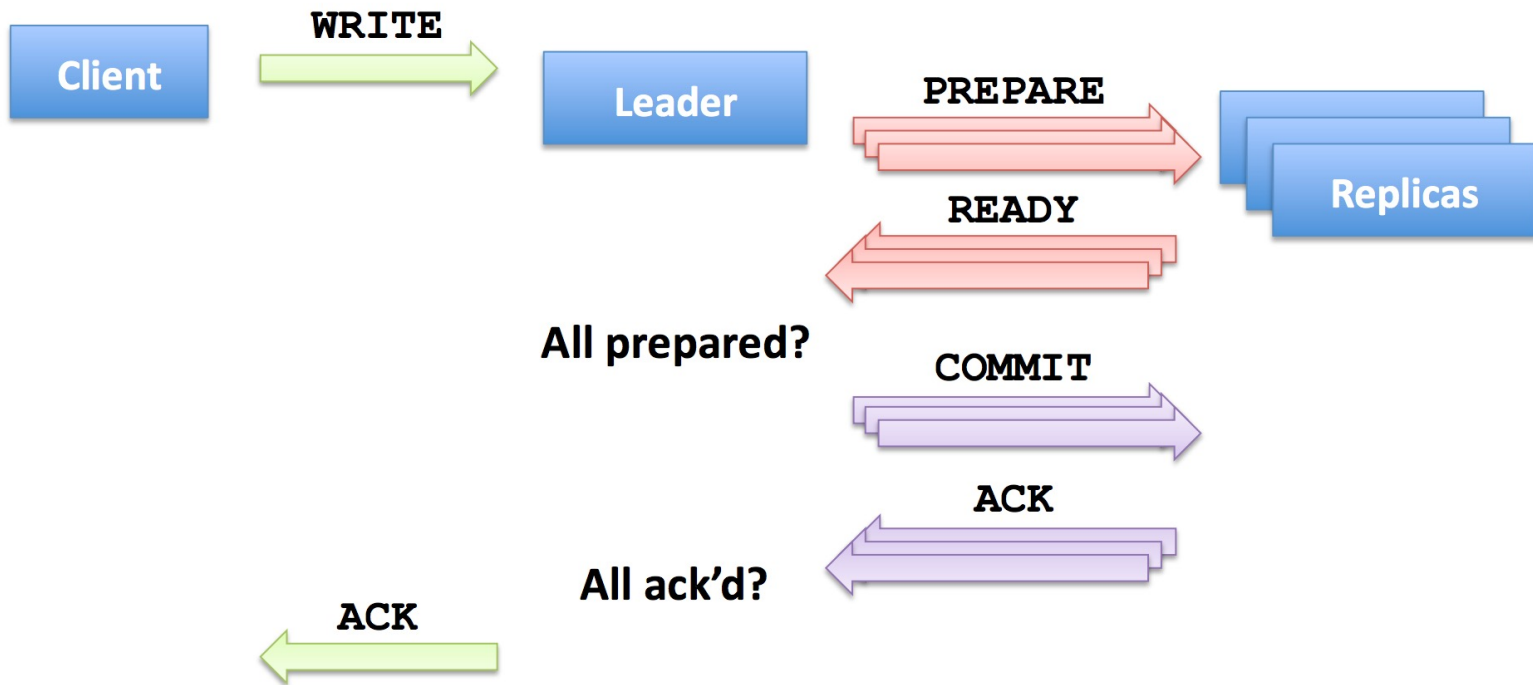 WRITE
Client
Leader
PREPARE
Replicas
READY
All prepared?
COMMIT
ACK
All ack’d?
ACK